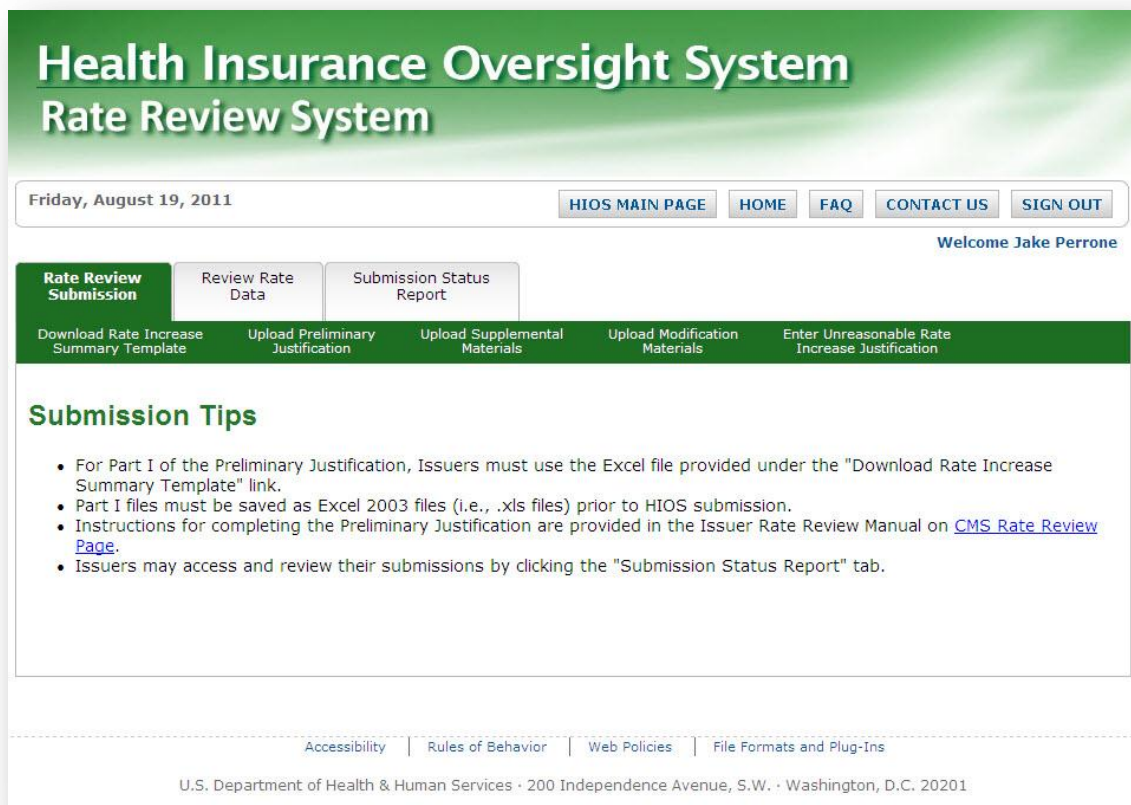 Health Insurance Oversight System
Rate Review System
Friday, August 19, 2011
HIOS MAIN PAGE
HOME
FAQ
CONTACT US
SIGN OUT
Welcome Jake Perrone
Rate Review
Submission
Review Rate
Data
Submission Status
Report
Download Rate Increase
Summary Template
Upload Preliminary
Justification
Upload Supplemental
Materials
Upload Modification
Materials
Enter Unreasonable Rate
Increase Justification
Submission Tips
• For Part I of the Preliminary Justification, Issuers must use the Excel file provided under the "Download Rate Increase
Summary Template" link.
• Part I files must be saved as Excel 2003 files (i.e., .xls files) prior to HIOS submission.
• Instructions for completing the Preliminary Justification are provided in the Issuer Rate Review Manual on CMS Rate Review
Page.
• Issuers may access and review their submissions by clicking the "Submission Status Report" tab.
Accessibility | Rules of Behavior | Web Policies | File Formats and Plug-Ins
U.S. Department of Health & Human Services · 200 Independence Avenue, S.W. · Washington, D.C. 20201